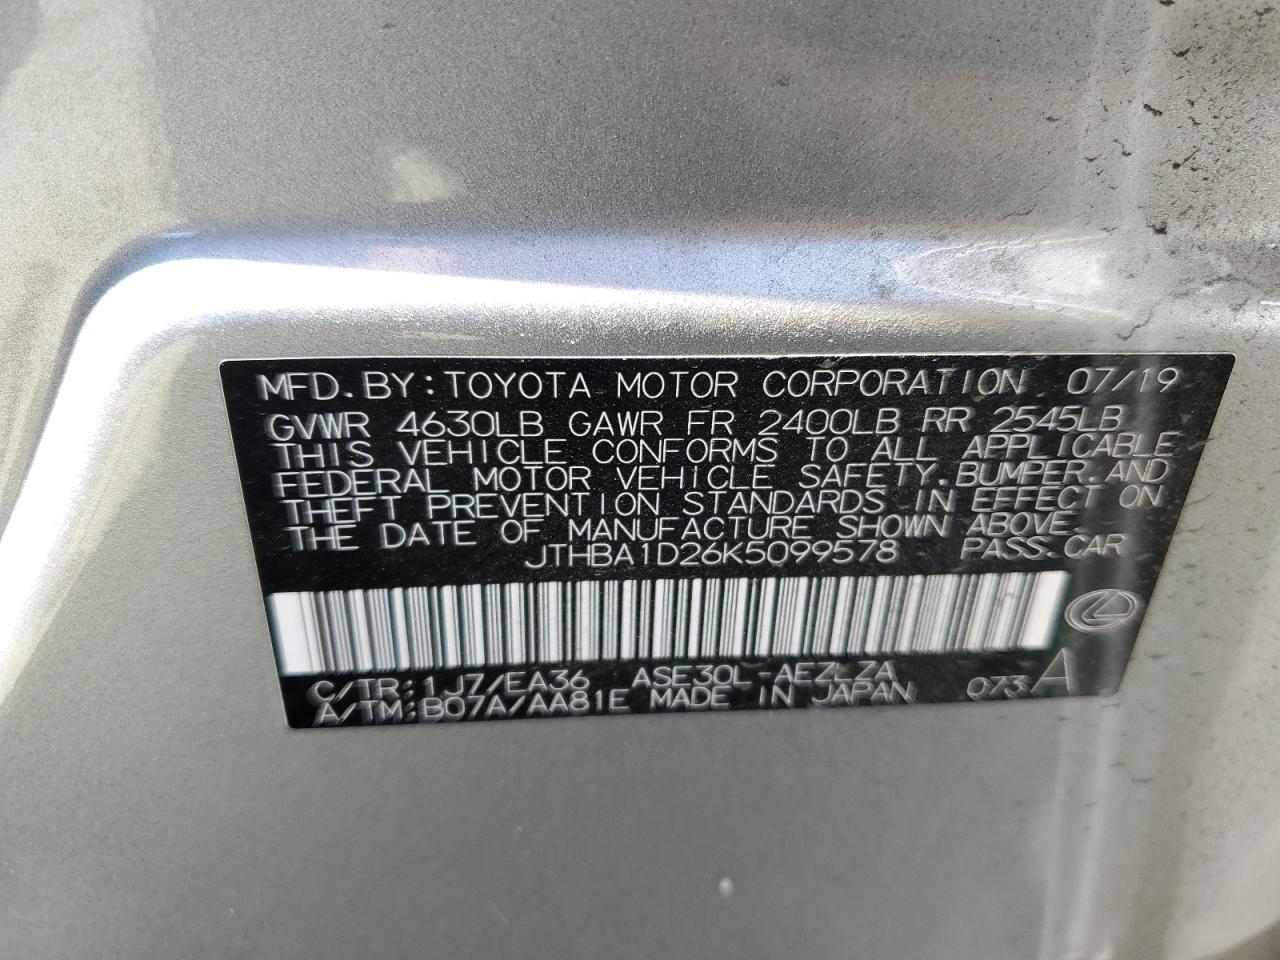 MFD. BY: TOYOTA MOTOR CORPORATION 07/19
GVWR 4630LB GAWR FR 2400LB RR 2545LB
THIS VEHICLE CONFORMS TO ALL APPLICABLE
FEDERAL MOTOR VEHICLE SAFETY, BUMPER, AND
THEFT PREVENTION STANDARDS IN EFFECT ON
THE DATE OF MANUFACTURE SHOWN ABOVE.
JTHBA1D26K5099578 PASS. CAR
C/TR: 1J7/EA36 ASE30L-AEZLZA
A/TM: B07A/AA81E MADE IN JAPAN 073A